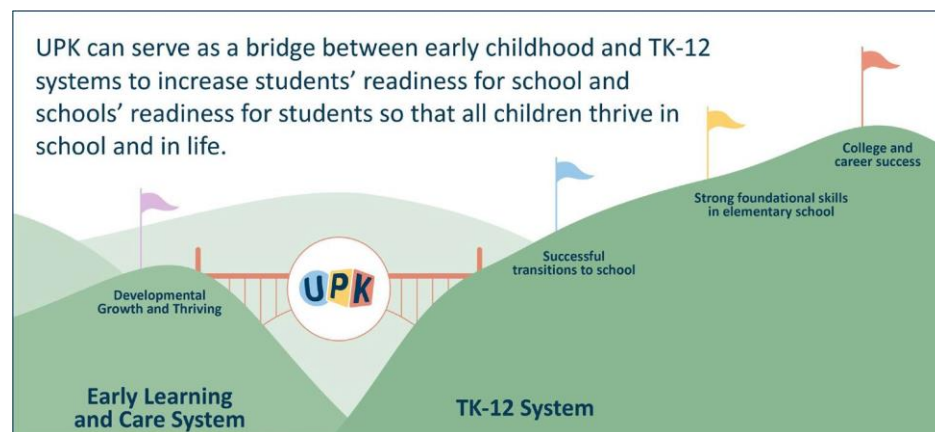 UPK can serve as a bridge between early childhood and TK-12
systems to increase students’ readiness for school and
schools’ readiness for students so that all children thrive in
school and in life.
College and
career success
Strong foundational skills
in elementary school
Successful
transitions to school
UPK
Developmental
Growth and Thriving
Early Learning
and Care System
TK-12 System